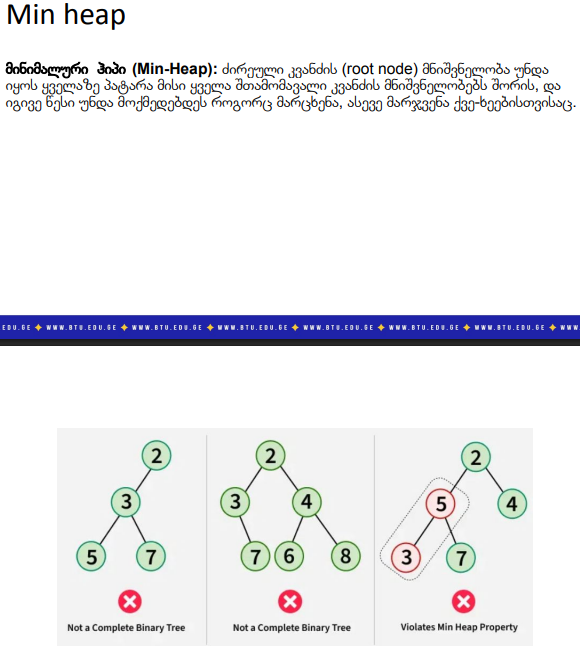 Min heap
მინიმალური ჰიპი (Min-Heap): ძირეული კვანძის (root node) მნიშვნელობა უნდა
იყოს ყველაზე პატარა მისი ყველა შთამომავალი კვანძის მნიშვნელობებს შორის, და
იგივე წესი უნდა მოქმედებდეს როგორც მარცხენა, ასევე მარჯვენა ქვე-ხეებისთვისაც.
EDU.GE ✦ WWW.BTU.EDU.GE ✦ WWW.BTU.EDU.GE ✦ WWW.BTU.EDU.GE ✦ WWW.BTU.EDU.GE ✦ WWW.BTU.EDU.GE ✦ WWW.BTU.EDU.GE ✦ WWW
2
3
5 7
Not a Complete Binary Tree
2
3 4
7 6 8
Not a Complete Binary Tree
2
5 4
3 7
Violates Min Heap Property